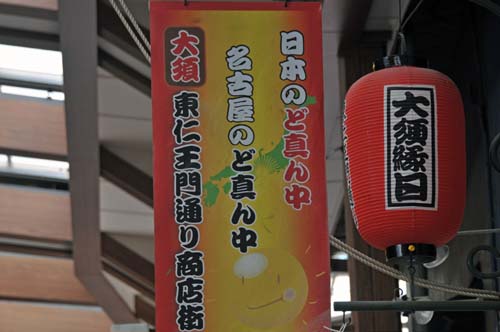 日本のど真ん中
名古屋のど真ん中
大須
東仁王門通り商店街
大須縁日